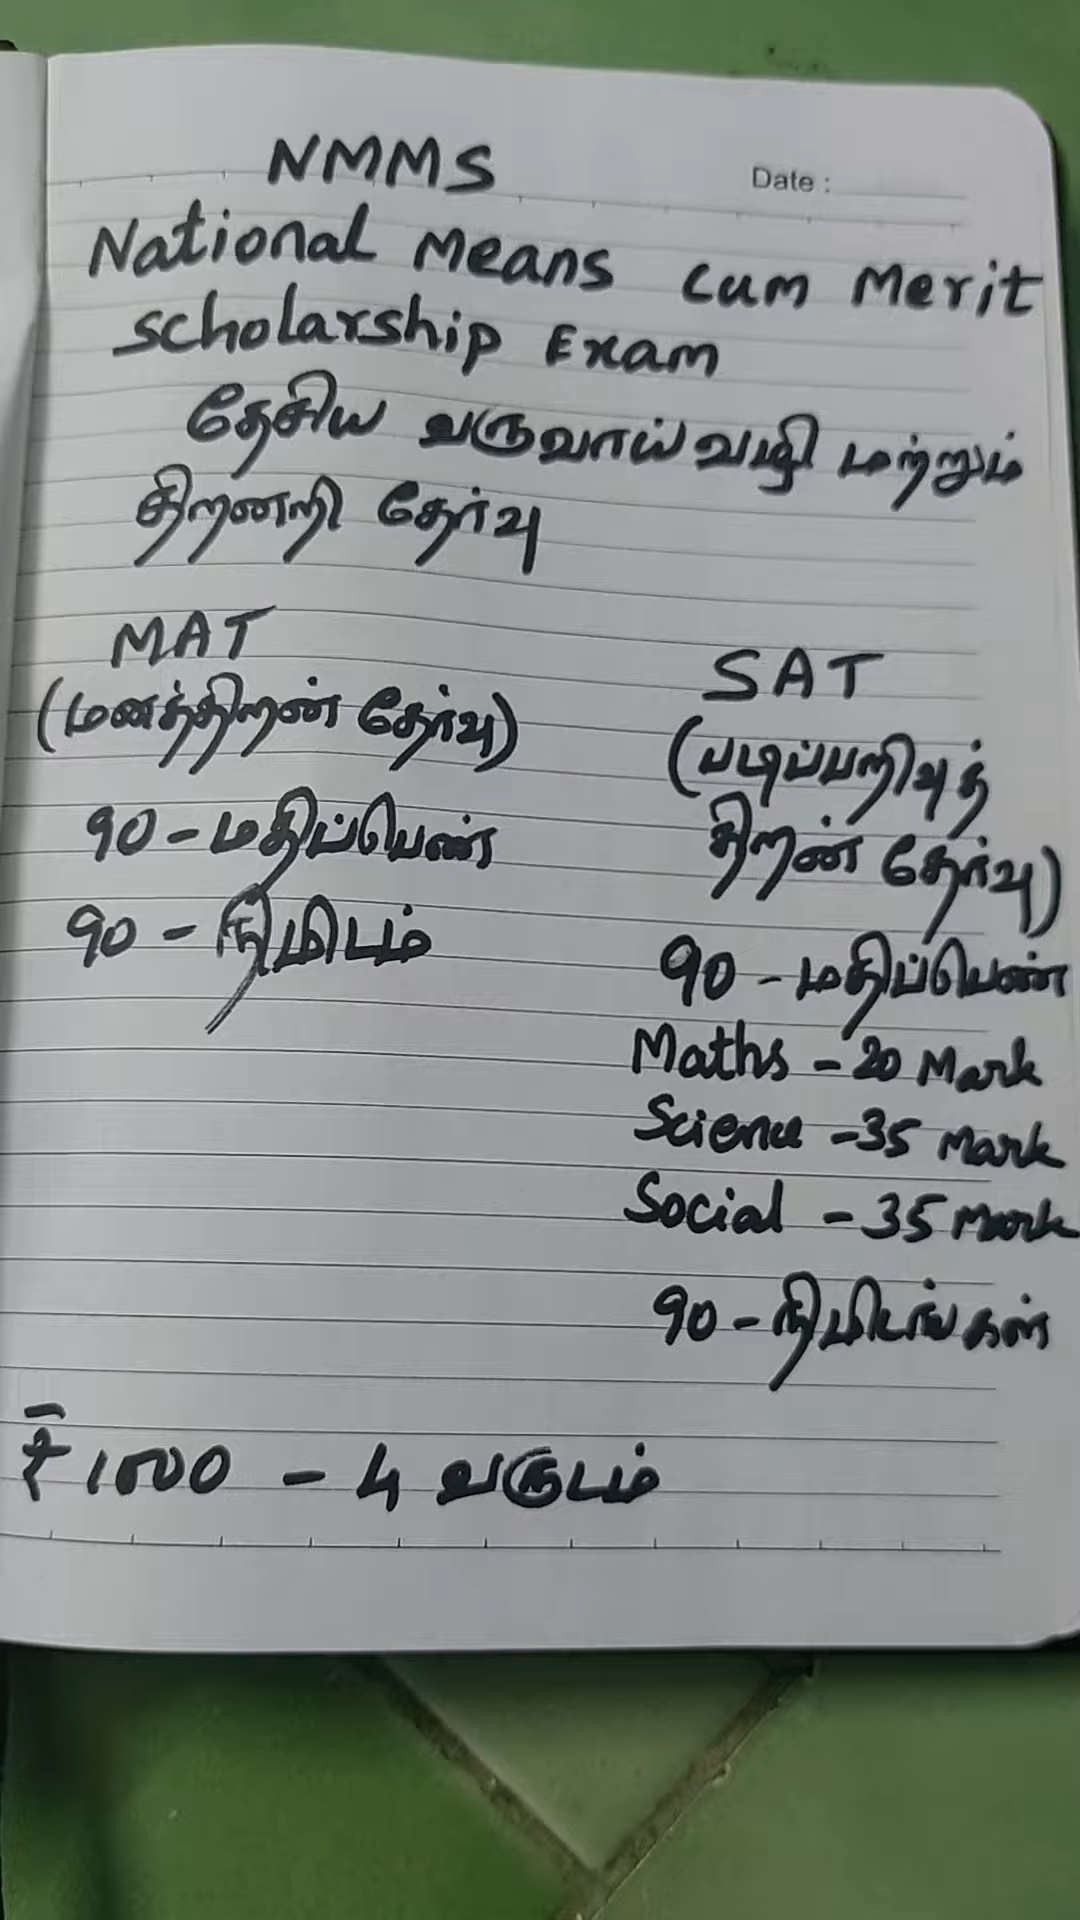 NMMS
Date :
National Means cum Merit
Scholarship Exam
தேசிய வருவாய் வழி மற்றும்
திறனறி தேர்வு
MAT
(மனத்திறன் தேர்வு)
90 - மதிப்பெண்
90 - நிமிடம்
SAT
(படிப்பறிவுத்
திறன் தேர்வு)
90 - மதிப்பெண்
Maths - 20 Mark
Science - 35 Mark
Social - 35 Mark
90 - நிமிடங்கள்
₹ 1000 - 4 வருடம்